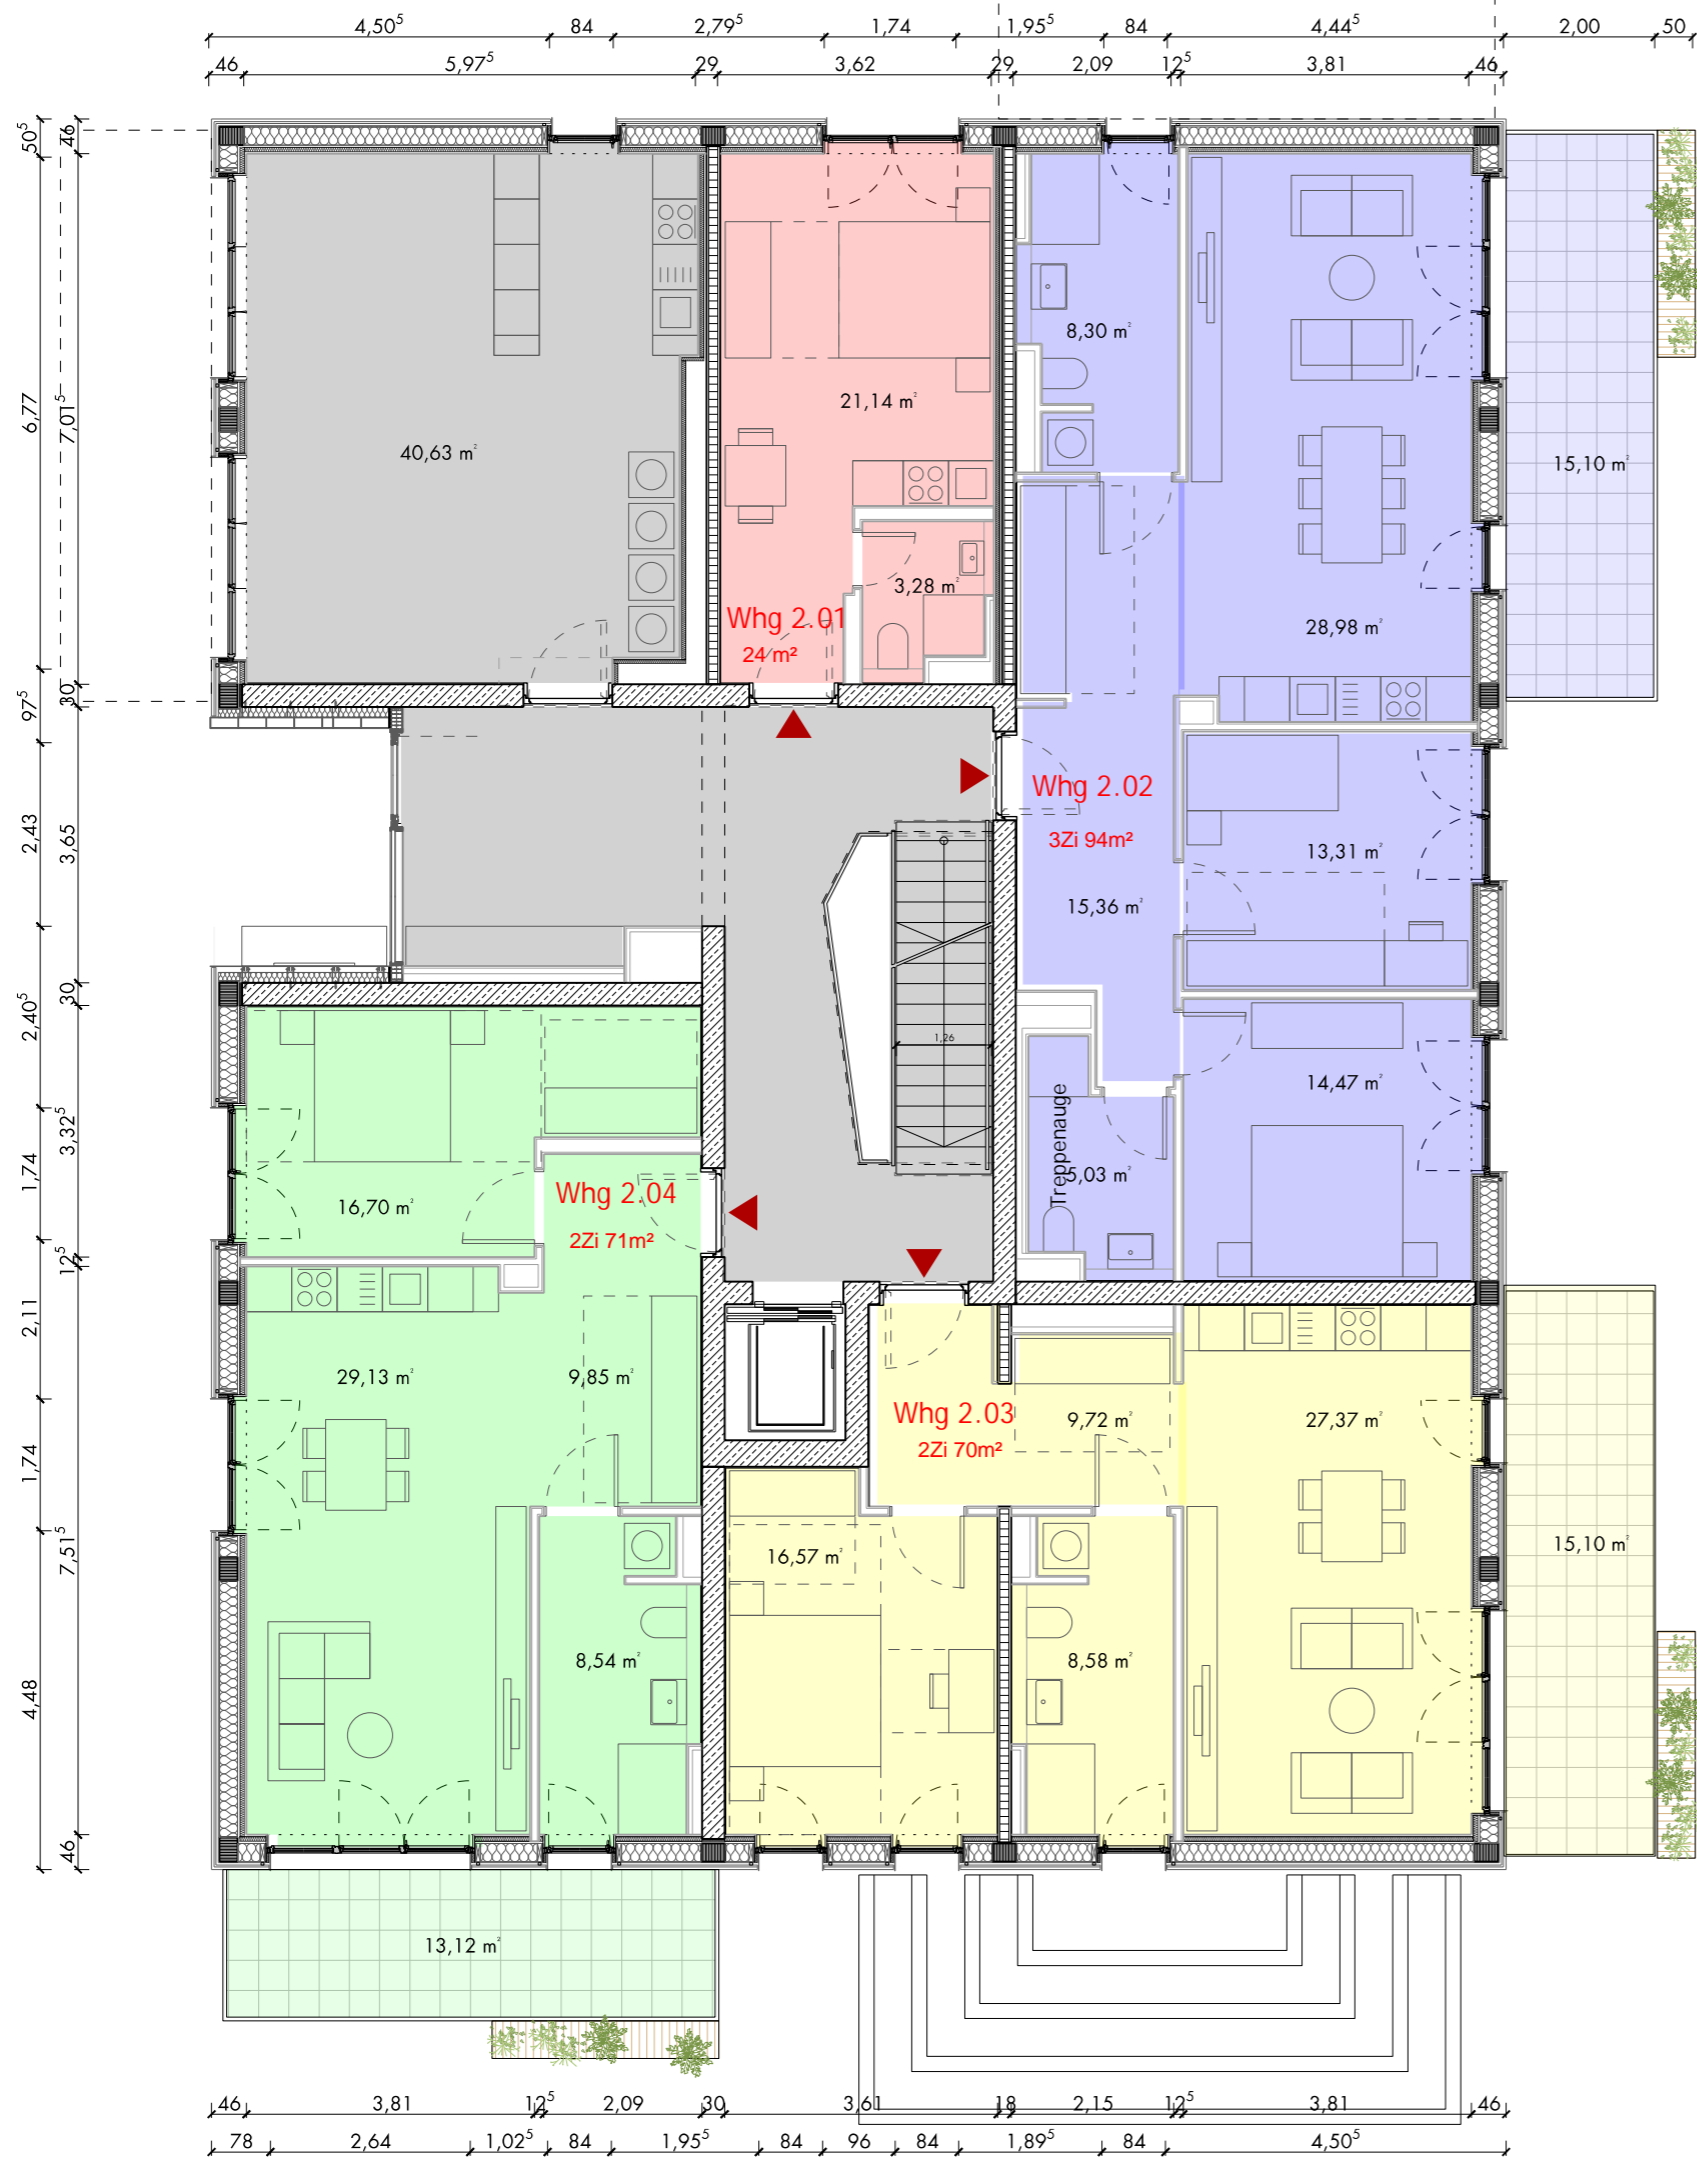 4,50⁵ 84 2,79⁵ 1,74 1,95⁵ 84 4,44⁵ 2,00 50
46 5,97⁵ 29 3,62 29 2,09 12⁵ 3,81 46
50⁵ 6,77 97⁵ 2,43 2,40⁵ 1,74 2,11 1,74 4,48
46 7,01⁵ 30 3,65 30 3,32⁵ 12⁵ 7,51⁵ 46
8,30 m²
21,14 m²
40,63 m²
15,10 m²
3,28 m²
Whg 2.01
24 m²
28,98 m²
Whg 2.02
3Zi 94m²
13,31 m²
15,36 m²
1,26
14,47 m²
Treppenauge
5,03 m²
Whg 2.04
16,70 m²
2Zi 71m²
29,13 m²
9,85 m²
Whg 2.03
9,72 m²
27,37 m²
2Zi 70m²
15,10 m²
16,57 m²
8,54 m²
8,58 m²
13,12 m²
46 3,81 12⁵ 2,09 30 3,61 18 2,15 12⁵ 3,81 46
78 2,64 1,02⁵ 84 1,95⁵ 84 96 84 1,89⁵ 84 4,50⁵